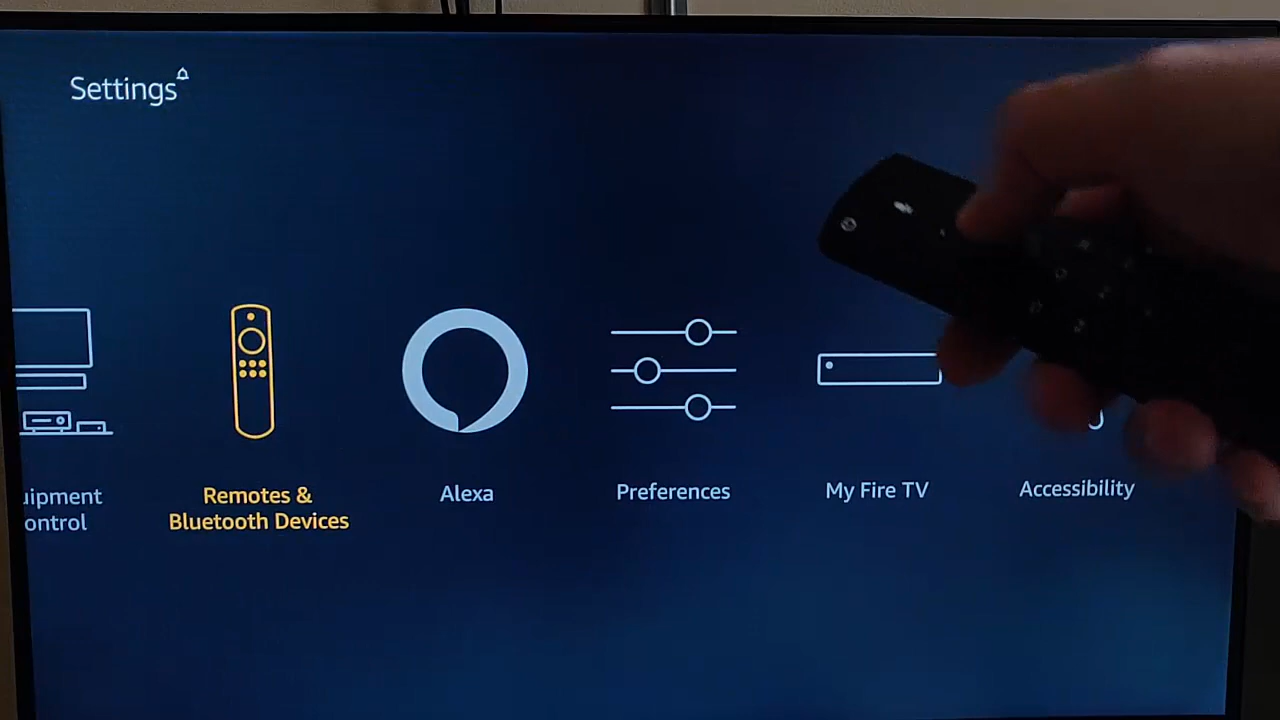 Settings
uipment
ontrol
Remotes &
Bluetooth Devices
Alexa
Preferences
My Fire TV
Accessibility